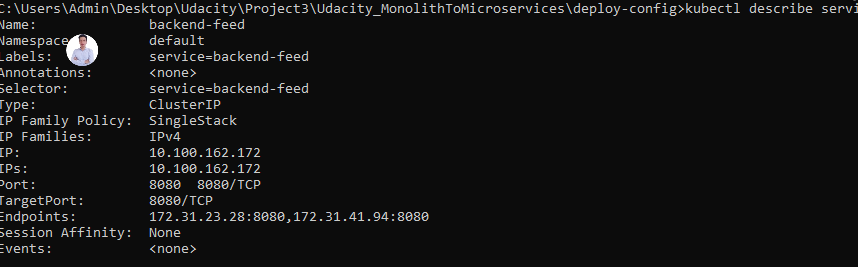 C:\Users\Admin\Desktop\Udacity\Project3\Udacity_MonolithToMicroservices\deploy-config>kubectl describe servi
Name: backend-feed
Namespace default
Labels: service=backend-feed
Annotations: <none>
Selector: service=backend-feed
Type: ClusterIP
IP Family Policy: SingleStack
IP Families: IPv4
IP: 10.100.162.172
IPs: 10.100.162.172
Port: 8080 8080/TCP
TargetPort: 8080/TCP
Endpoints: 172.31.23.28:8080,172.31.41.94:8080
Session Affinity: None
Events: <none>